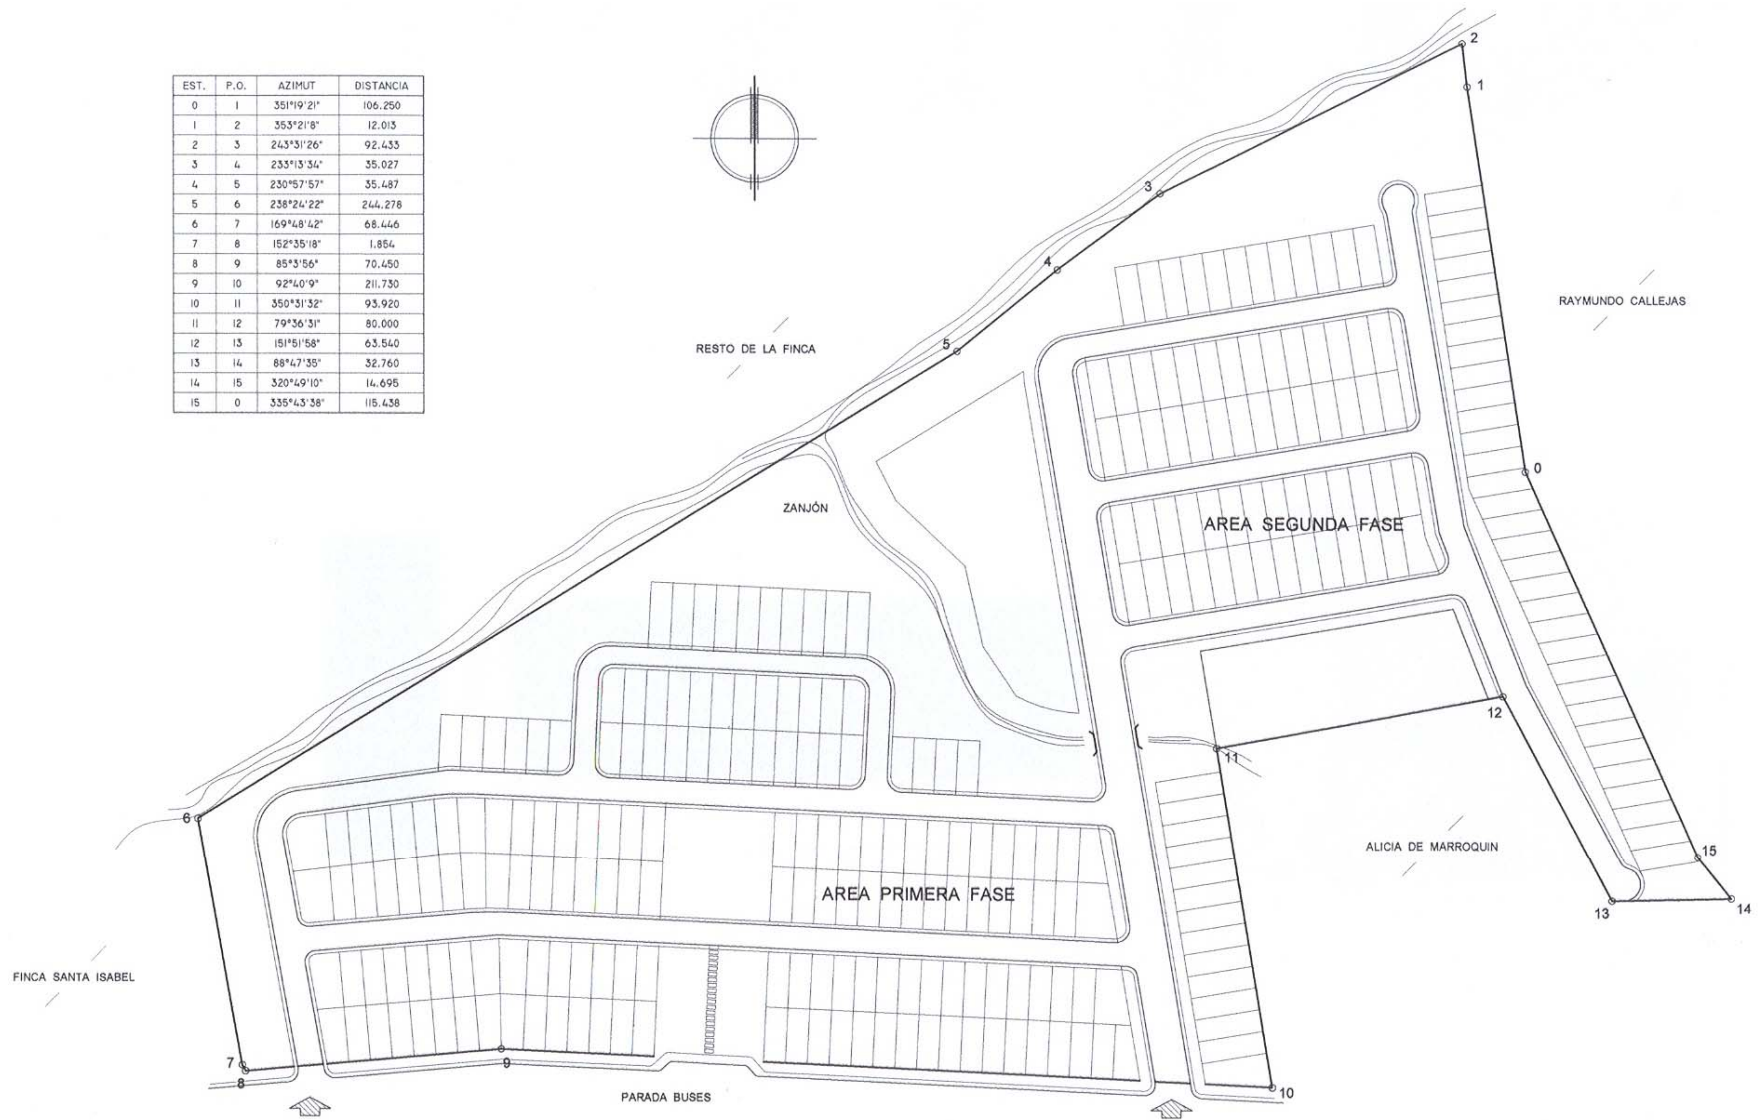 EST. P.O. AZIMUT DISTANCIA
0 1 351°19'21" 106.250
1 2 353°21'8" 12.013
2 3 243°31'26" 92.433
3 4 233°13'34" 35.027
4 5 230°57'57" 35.487
5 6 238°24'22" 244.278
6 7 169°48'42" 68.446
7 8 152°35'18" 1.854
8 9 85°3'56" 70.450
9 10 92°40'9" 211.730
10 11 350°31'32" 93.920
11 12 79°36'31" 80.000
12 13 151°51'58" 63.540
13 14 88°47'35" 32.760
14 15 320°49'10" 14.695
15 0 335°43'38" 115.438
2
1
3
4
5
RESTO DE LA FINCA
RAYMUNDO CALLEJAS
0
ZANJÓN
AREA SEGUNDA FASE
12
11
6
ALICIA DE MARROQUIN
15
AREA PRIMERA FASE
13
14
FINCA SANTA ISABEL
7
8
9
10
PARADA BUSES